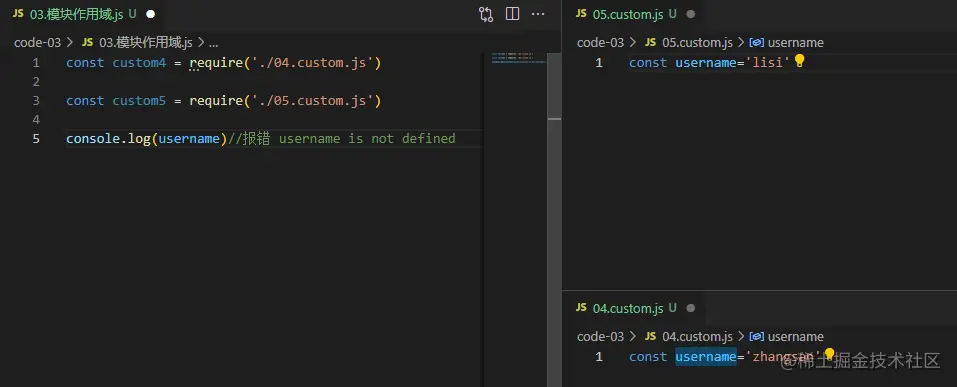 JS 03.模块作用域.js U
code-03 > JS 03.模块作用域.js > ...
1 const custom4 = require('./04.custom.js')
2
3 const custom5 = require('./05.custom.js')
4
5 console.log(username)//报错 username is not defined
JS 05.custom.js U
code-03 > JS 05.custom.js > username
1 const username='lisi'
JS 04.custom.js U
code-03 > JS 04.custom.js > username
1 const username='zhangsan'
@稀土掘金技术社区